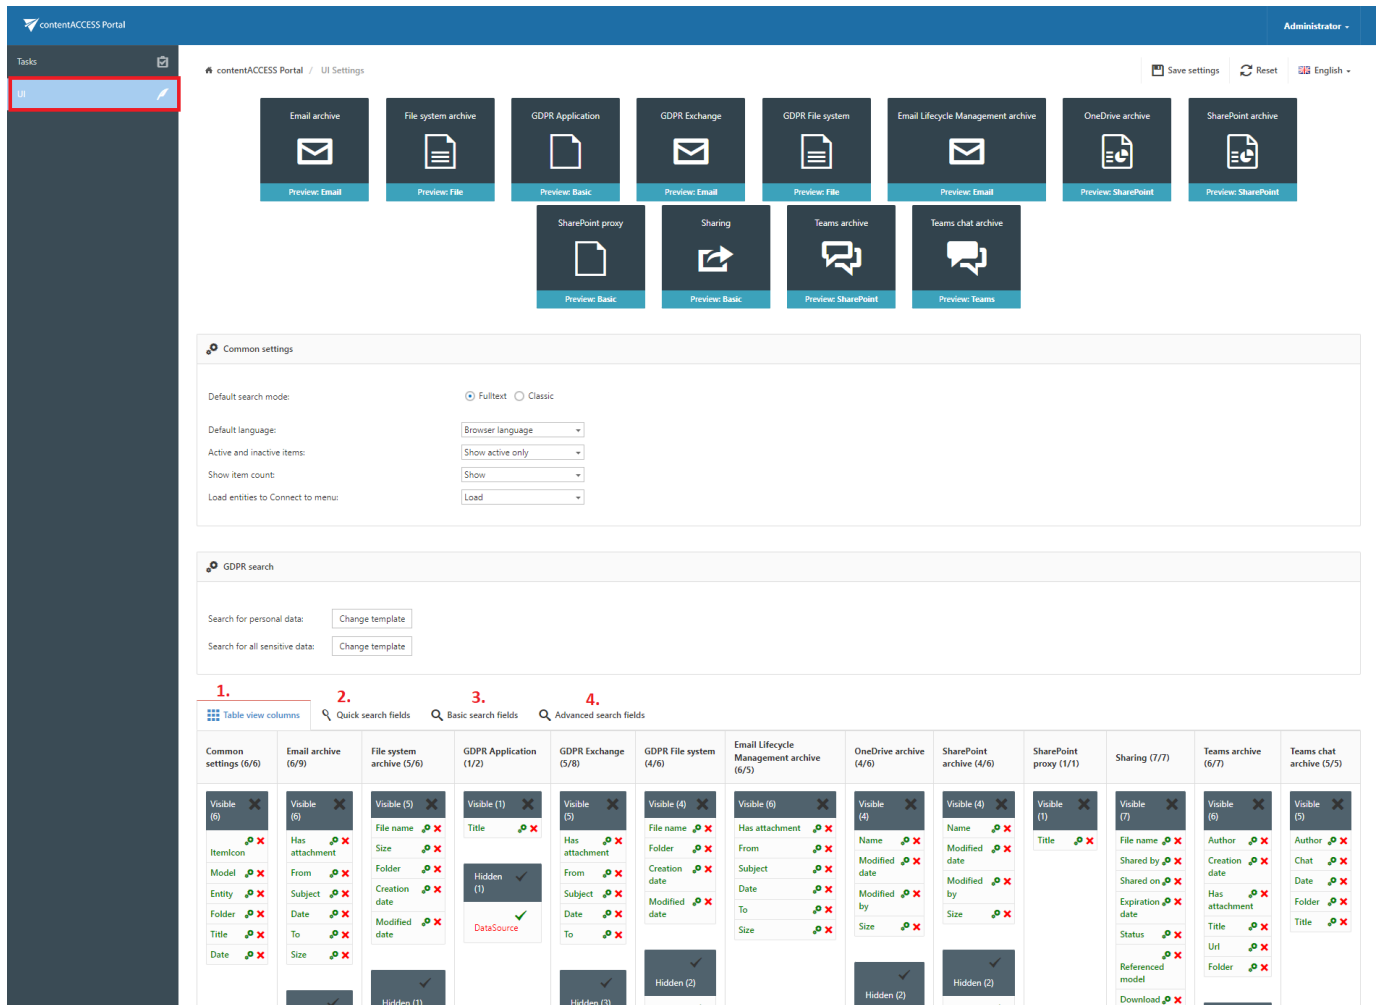 contentACCESS Portal
Administrator
Tasks
UI
contentACCESS Portal / UI Settings
Save settings
Reset
English
Email archive
File system archive
GDPR Application
GDPR Exchange
GDPR File system
Email Lifecycle Management archive
OneDrive archive
SharePoint archive
Preview: Email
Preview: File
Preview: Basic
Preview: Email
Preview: File
Preview: Email
Preview: SharePoint
Preview: SharePoint
SharePoint proxy
Sharing
Teams archive
Teams chat archive
Preview: Basic
Preview: Basic
Preview: SharePoint
Preview: Teams
Common settings
Default search mode:
Fulltext
Classic
Default language:
Browser language
Active and inactive items:
Show active only
Show item count:
Show
Load entities to Connect to menu:
Load
GDPR search
Search for personal data:
Change template
Search for all sensitive data:
Change template
1.
2.
3.
4.
Table view columns
Quick search fields
Basic search fields
Advanced search fields
Common
settings (6/6)
Email archive
(6/9)
File system
archive (5/6)
GDPR Application
(1/2)
GDPR Exchange
(5/8)
GDPR File system
(4/6)
Email Lifecycle
Management archive
(6/5)
OneDrive archive
(4/6)
SharePoint
archive (4/6)
SharePoint
proxy (1/1)
Sharing (7/7)
Teams archive
(6/7)
Teams chat
archive (5/5)
Visible
(6)
ItemIcon
Model
Entity
Folder
Title
Date
Visible
(6)
Has
attachment
From
Subject
Date
To
Size
Visible (5)
File name
Size
Folder
Creation
date
Modified
date
Hidden (1)
Visible (1)
Title
Hidden
(1)
DataSource
Visible
(5)
Has
attachment
From
Subject
Date
To
Hidden (3)
Visible (4)
File name
Folder
Creation
date
Modified
date
Hidden (2)
Visible (6)
Has attachment
From
Subject
Date
To
Size
Visible
(4)
Name
Modified
date
Modified
by
Size
Hidden (2)
Visible (4)
Name
Modified
date
Modified
by
Size
Hidden (2)
Visible
(1)
Title
Visible
(7)
File name
Shared by
Shared on
Expiration
date
Status
Referenced
model
Download
Visible
(6)
Author
Creation
date
Has
attachment
Title
Url
Folder
Visible
(5)
Author
Chat
Date
Folder
Title